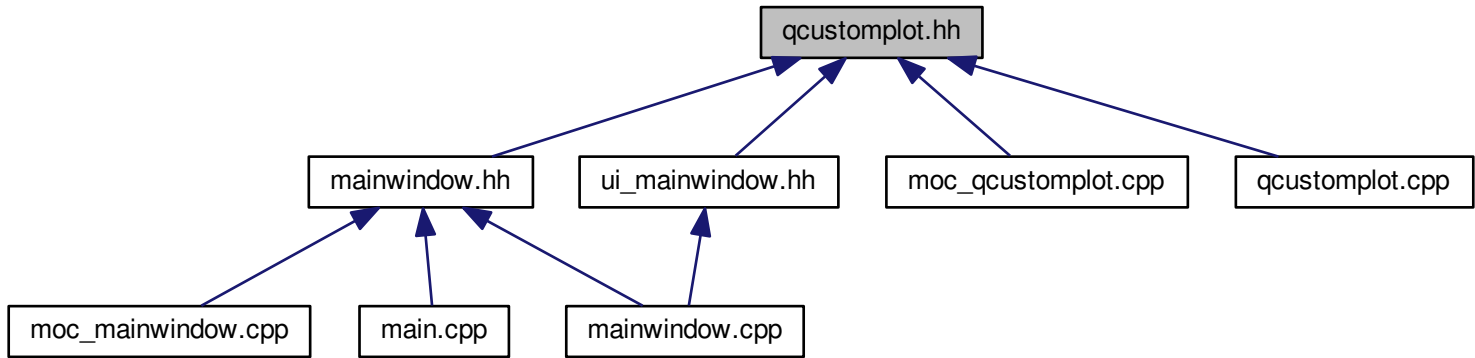 qcustomplot.hh
mainwindow.hh
ui_mainwindow.hh
moc_qcustomplot.cpp
qcustomplot.cpp
moc_mainwindow.cpp
main.cpp
mainwindow.cpp